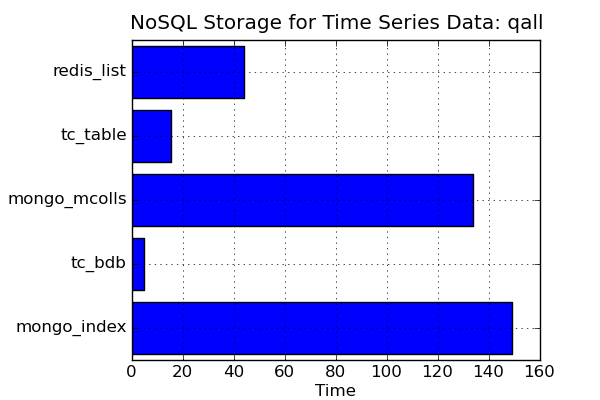 NoSQL Storage for Time Series Data: qall
redis_list
tc_table
mongo_mcolls
tc_bdb
mongo_index
0 20 40 60 80 100 120 140 160
Time